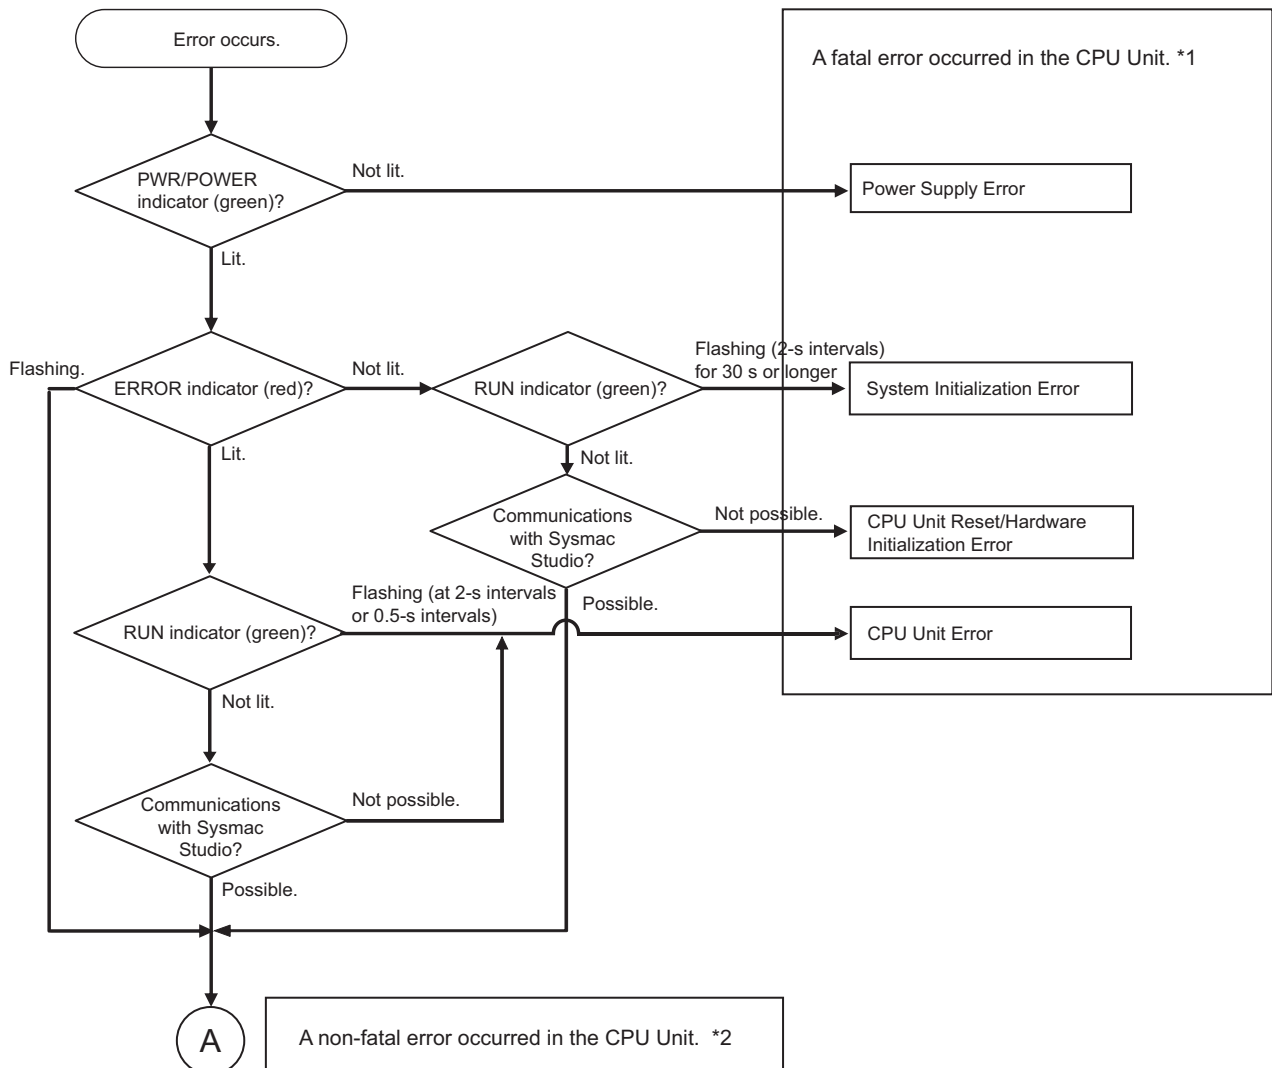 Error occurs.
A fatal error occurred in the CPU Unit. *1
PWR/POWER
indicator (green)?
Not lit.
Power Supply Error
Lit.
Flashing.
ERROR indicator (red)?
Not lit.
RUN indicator (green)?
Flashing (2-s intervals)
for 30 s or longer
System Initialization Error
Lit.
Not lit.
Communications
with Sysmac
Studio?
Not possible.
CPU Unit Reset/Hardware
Initialization Error
Possible.
RUN indicator (green)?
Flashing (at 2-s intervals
or 0.5-s intervals)
CPU Unit Error
Not lit.
Communications
with Sysmac
Studio?
Not possible.
Possible.
A
A non-fatal error occurred in the CPU Unit. *2